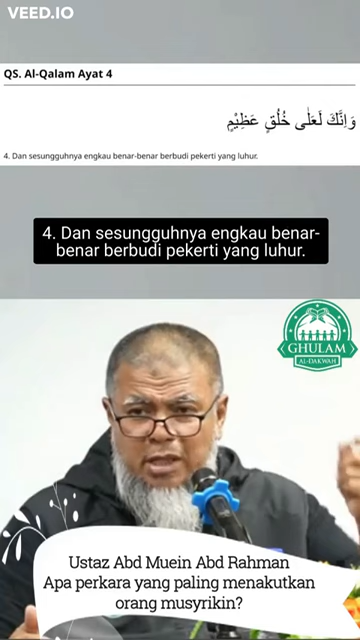 VEED.IO
QS. Al-Qalam Ayat 4
وَاِنَّكَ لَعَلٰى خُلُقٍ عَظِيْمٍ
4. Dan sesungguhnya engkau benar-benar berbudi pekerti yang luhur.
4. Dan sesungguhnya engkau benar-
benar berbudi pekerti yang luhur.
GHULAM
AL-DAKWAH
Ustaz Abd Muein Abd Rahman
Apa perkara yang paling menakutkan
orang musyrikin?